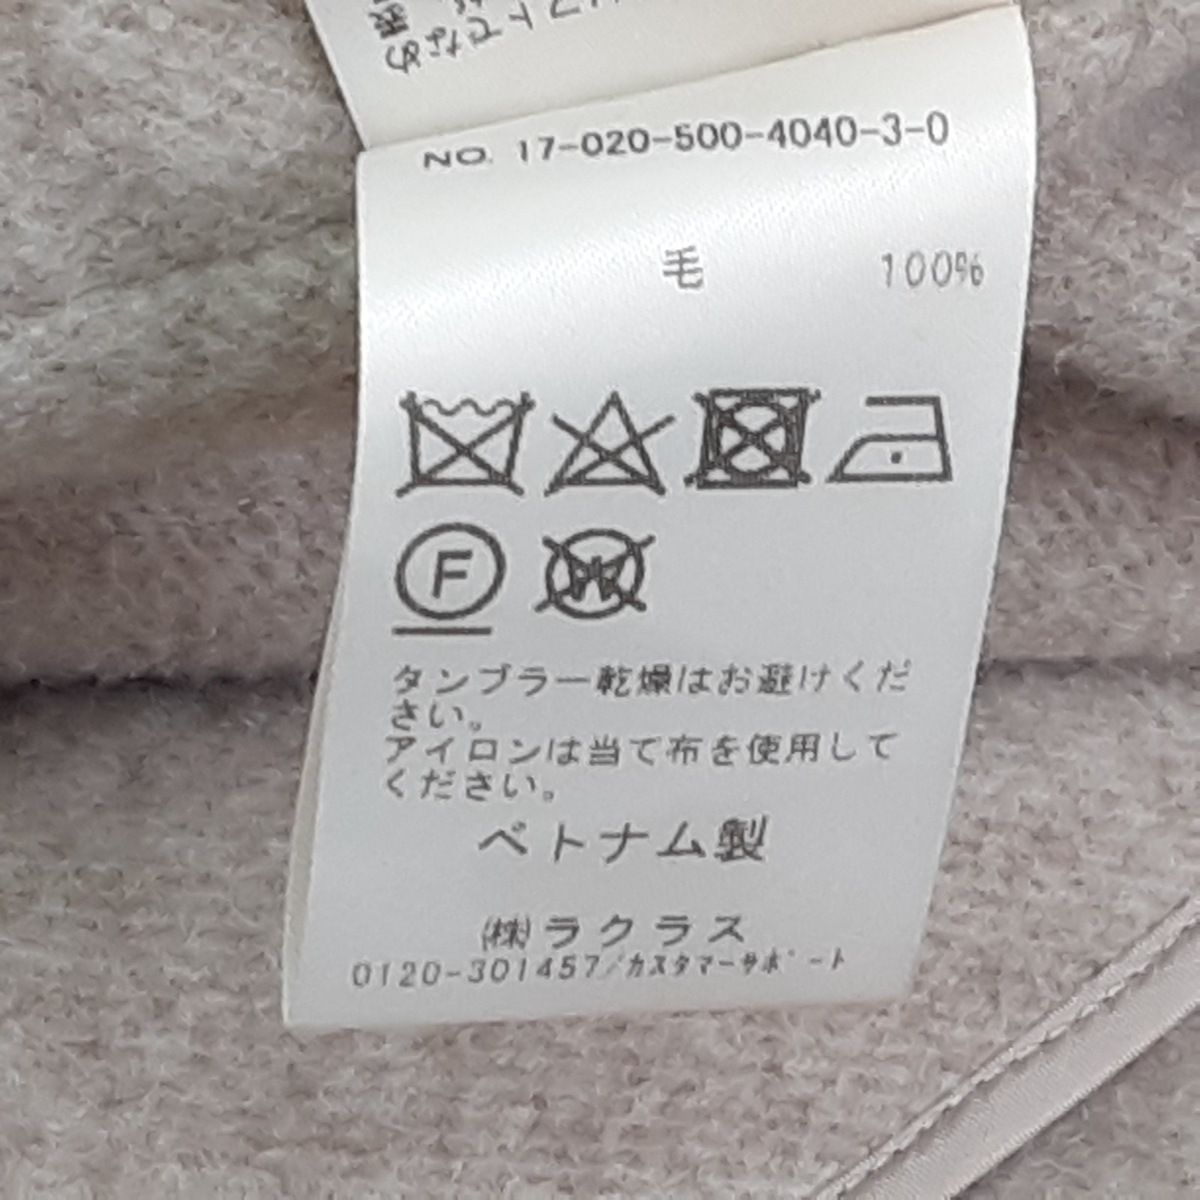 NO. 17-020-500-4040-3-0
毛 100%
F
W
タンブラー乾燥はお避けくだ
さい。
アイロンは当て布を使用して
ください。
ベトナム製
(株)ラクラス
0120-301457/カスタマーサポート